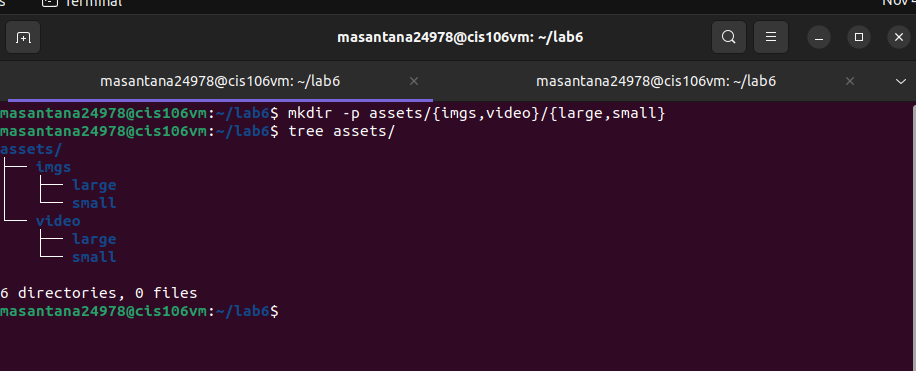 Terminal
Nov 4
masantana24978@cis106vm: ~/lab6
masantana24978@cis106vm: ~/lab6 × masantana24978@cis106vm: ~/lab6 ×
masantana24978@cis106vm:~/lab6$ mkdir -p assets/{imgs,video}/{large,small}
masantana24978@cis106vm:~/lab6$ tree assets/
assets/
├── imgs
│   ├── large
│   └── small
└── video
    ├── large
    └── small
6 directories, 0 files
masantana24978@cis106vm:~/lab6$